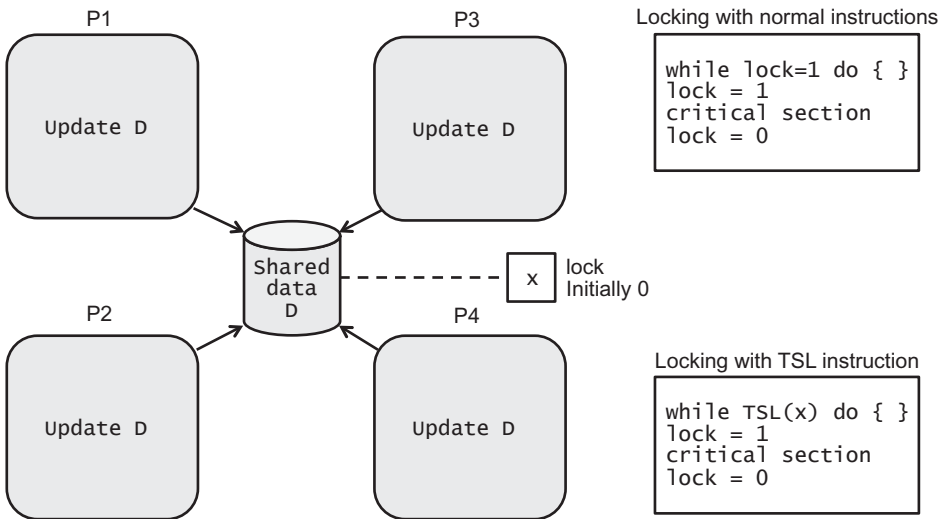 P1
Update D
P2
Update D
P3
Update D
P4
Update D
Shared
data
D
x
lock
Initially 0
Locking with normal instructions
while lock=1 do { }
lock = 1
critical section
lock = 0
Locking with TSL instruction
while TSL(x) do { }
lock = 1
critical section
lock = 0